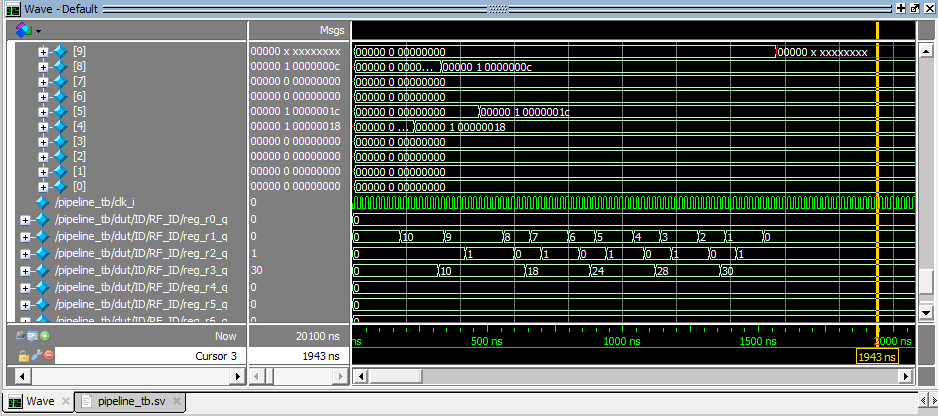 Wave - Default
Msgs
[9] 00000 x xxxxxxxx 00000 0 00000000 00000 x xxxxxxxx
[8] 00000 1 0000000c 00000 0 0000... 00000 1 0000000c
[7] 00000 0 00000000 00000 0 00000000
[6] 00000 0 00000000 00000 0 00000000
[5] 00000 1 0000001c 00000 0 00000000 00000 1 0000001c
[4] 00000 1 00000018 00000 0 ... 00000 1 00000018
[3] 00000 0 00000000 00000 0 00000000
[2] 00000 0 00000000 00000 0 00000000
[1] 00000 0 00000000 00000 0 00000000
[0] 00000 0 00000000 00000 0 00000000
/pipeline_tb/clk_i 0
/pipeline_tb/dut/ID/RF_ID/reg_r0_q 0 0
/pipeline_tb/dut/ID/RF_ID/reg_r1_q 0 0 10 9 8 7 6 5 4 3 2 1 0
/pipeline_tb/dut/ID/RF_ID/reg_r2_q 1 0 1 0 1 0 1 0 1 0 1
/pipeline_tb/dut/ID/RF_ID/reg_r3_q 30 0 10 18 24 28 30
/pipeline_tb/dut/ID/RF_ID/reg_r4_q 0 0
/pipeline_tb/dut/ID/RF_ID/reg_r5_q 0 0
/pipeline_tb/dut/ID/RF_ID/reg_r6_q 0 0
Now 20100 ns ns 500 ns 1000 ns 1500 ns 2000 ns
Cursor 3 1943 ns 1943 ns
Wave pipeline_tb.sv